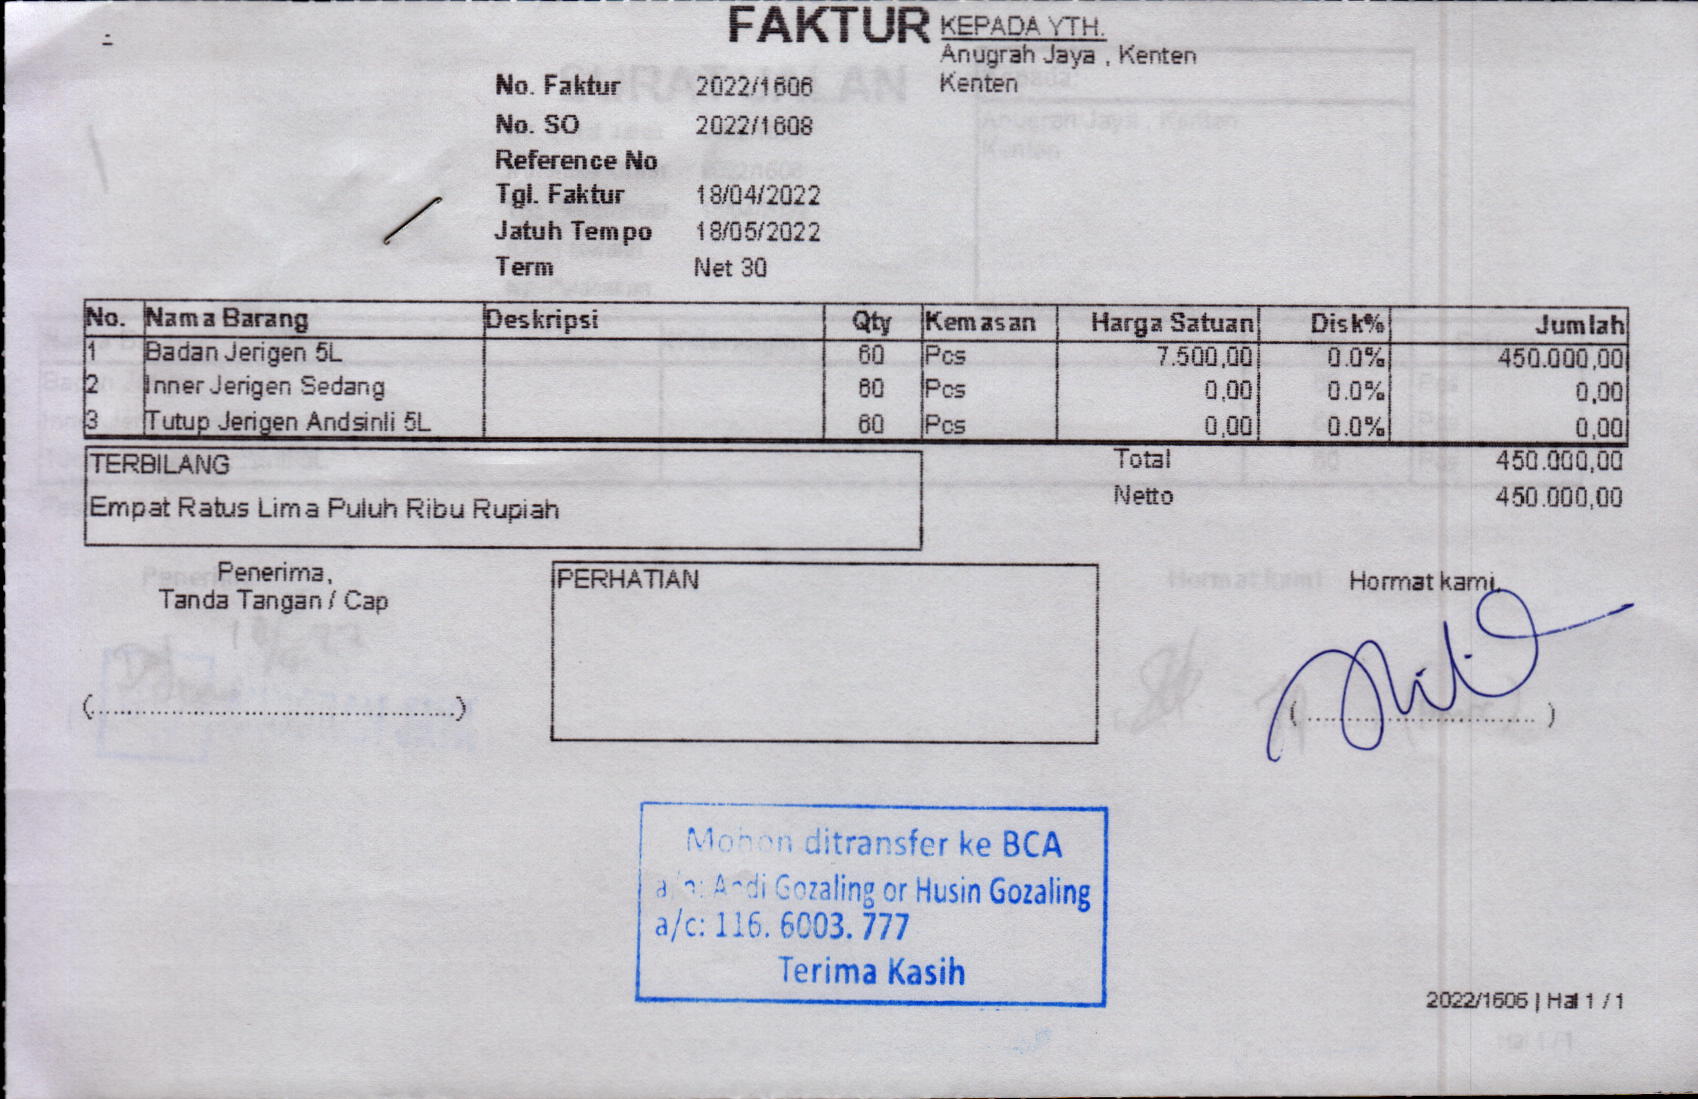 FAKTUR
KEPADA YTH.
Anugrah Jaya , Kenten
Kenten
No. Faktur 2022/1606
No. SO 2022/1608
Reference No
Tgl. Faktur 18/04/2022
Jatuh Tempo 18/05/2022
Term Net 30
No. Nama Barang Deskripsi Qty Kemasan Harga Satuan Disk% Jumlah
1 Badan Jerigen 5L 60 Pcs 7.500,00 0.0% 450.000,00
2 Inner Jerigen Sedang 60 Pcs 0,00 0.0% 0,00
3 Tutup Jerigen Andsinli 5L 60 Pcs 0,00 0.0% 0,00
TERBILANG
Empat Ratus Lima Puluh Ribu Rupiah
Total 450.000,00
Netto 450.000,00
Penerima,
Tanda Tangan / Cap
PERHATIAN
Hormat kami,
Mohon ditransfer ke BCA
a/n: Andi Gozaling or Husin Gozaling
a/c: 116. 6003. 777
Terima Kasih
2022/1606 | Hal 1 / 1